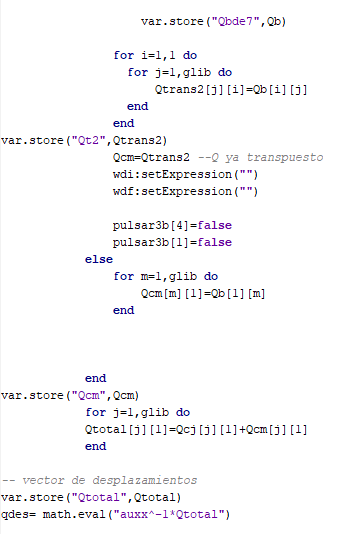 var.store("Qbde7",Qb)
for i=1,1 do
for j=1,glib do
Qtrans2[j][i]=Qb[i][j]
end
end
var.store("Qt2",Qtrans2)
Qcm=Qtrans2 --Q ya transpuesto
wdi:setExpression("")
wdf:setExpression("")
pulsar3b[4]=false
pulsar3b[1]=false
else
for m=1,glib do
Qcm[m][1]=Qb[1][m]
end
end
var.store("Qcm",Qcm)
for j=1,glib do
Qtotal[j][1]=Qcj[j][1]+Qcm[j][1]
end
-- vector de desplazamientos
var.store("Qtotal",Qtotal)
qdes= math.eval("auxx^-1*Qtotal")